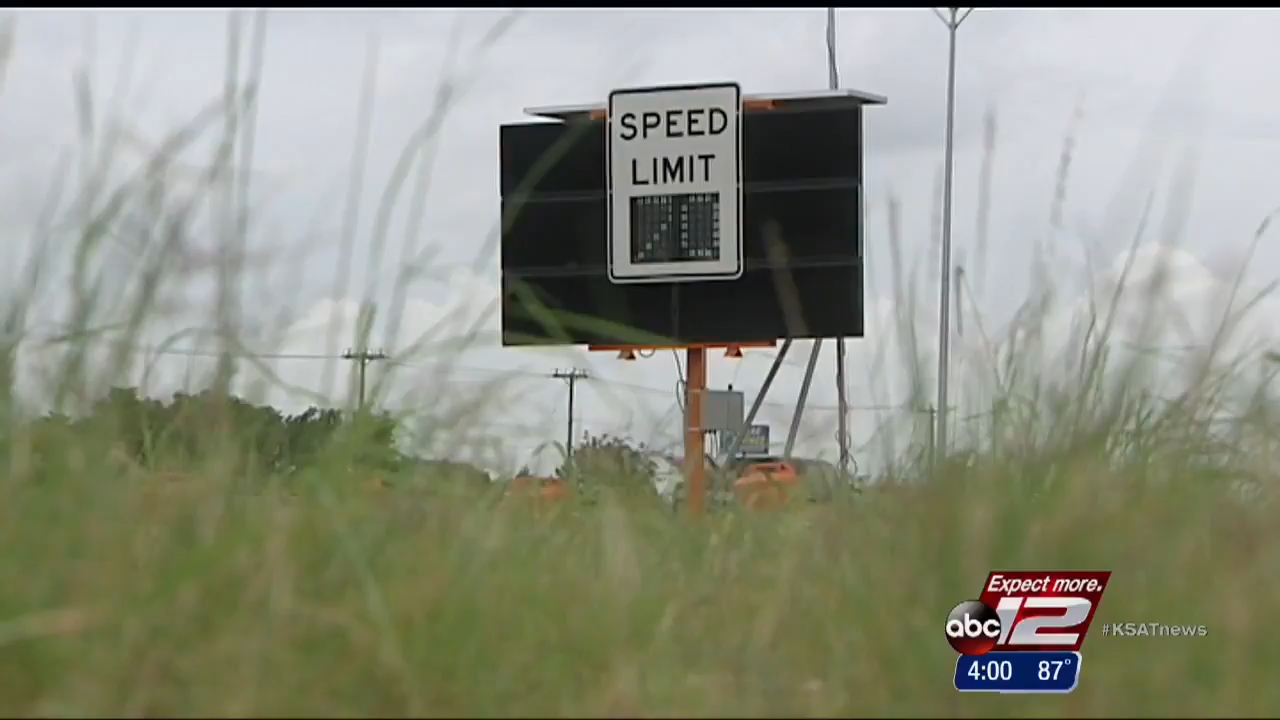 SPEED
LIMIT
Expect more.
abc 12
#KSATnews
4:00 87°